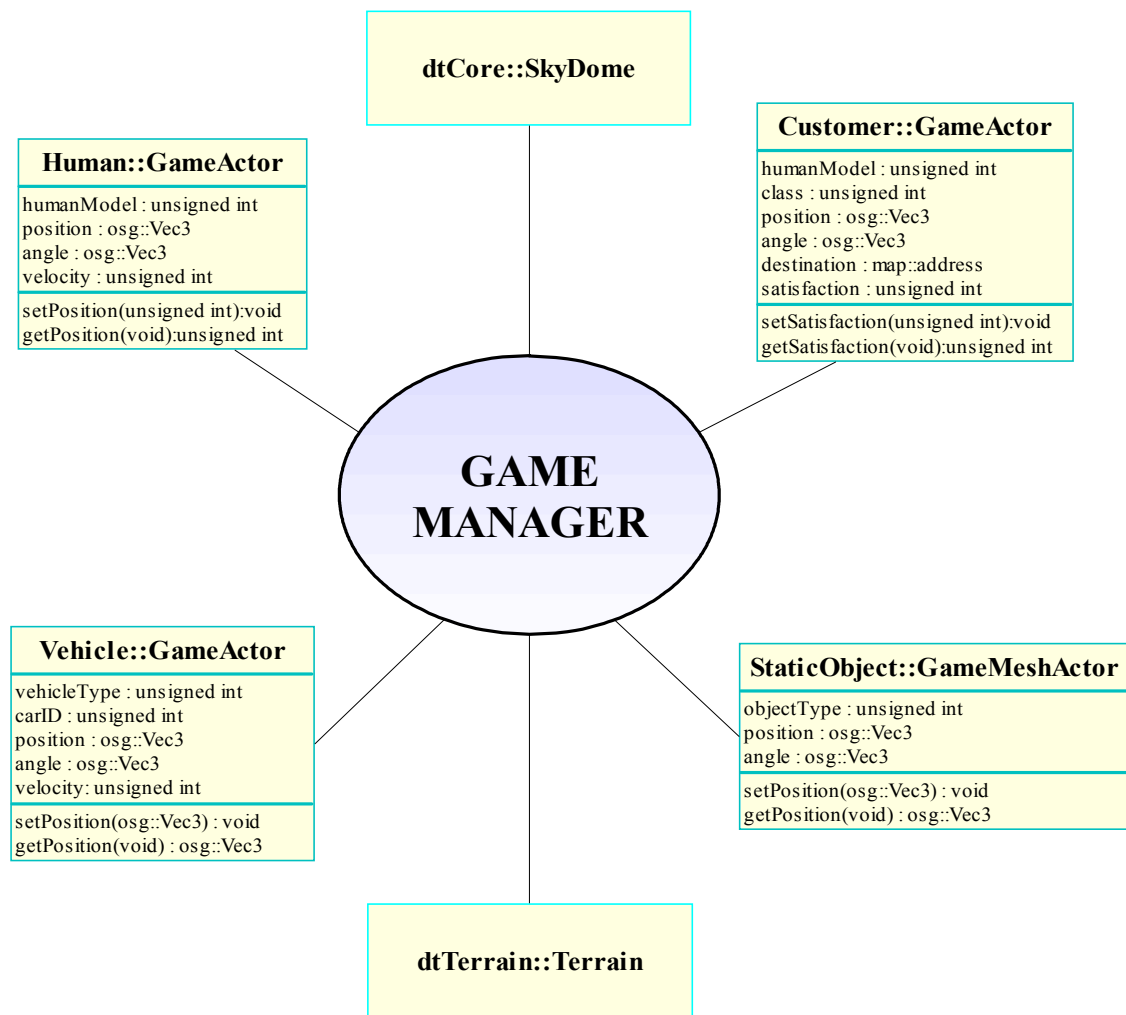 dtCore::SkyDome
Human::GameActor
humanModel : unsigned int
position : osg::Vec3
angle : osg::Vec3
velocity : unsigned int
setPosition(unsigned int):void
getPosition(void):unsigned int
Customer::GameActor
humanModel : unsigned int
class : unsigned int
position : osg::Vec3
angle : osg::Vec3
destination : map::address
satisfaction : unsigned int
setSatisfaction(unsigned int):void
getSatisfaction(void):unsigned int
GAME
MANAGER
Vehicle::GameActor
vehicleType : unsigned int
carID : unsigned int
position : osg::Vec3
angle : osg::Vec3
velocity: unsigned int
setPosition(osg::Vec3) : void
getPosition(void) : osg::Vec3
StaticObject::GameMeshActor
objectType : unsigned int
position : osg::Vec3
angle : osg::Vec3
setPosition(osg::Vec3) : void
getPosition(void) : osg::Vec3
dtTerrain::Terrain